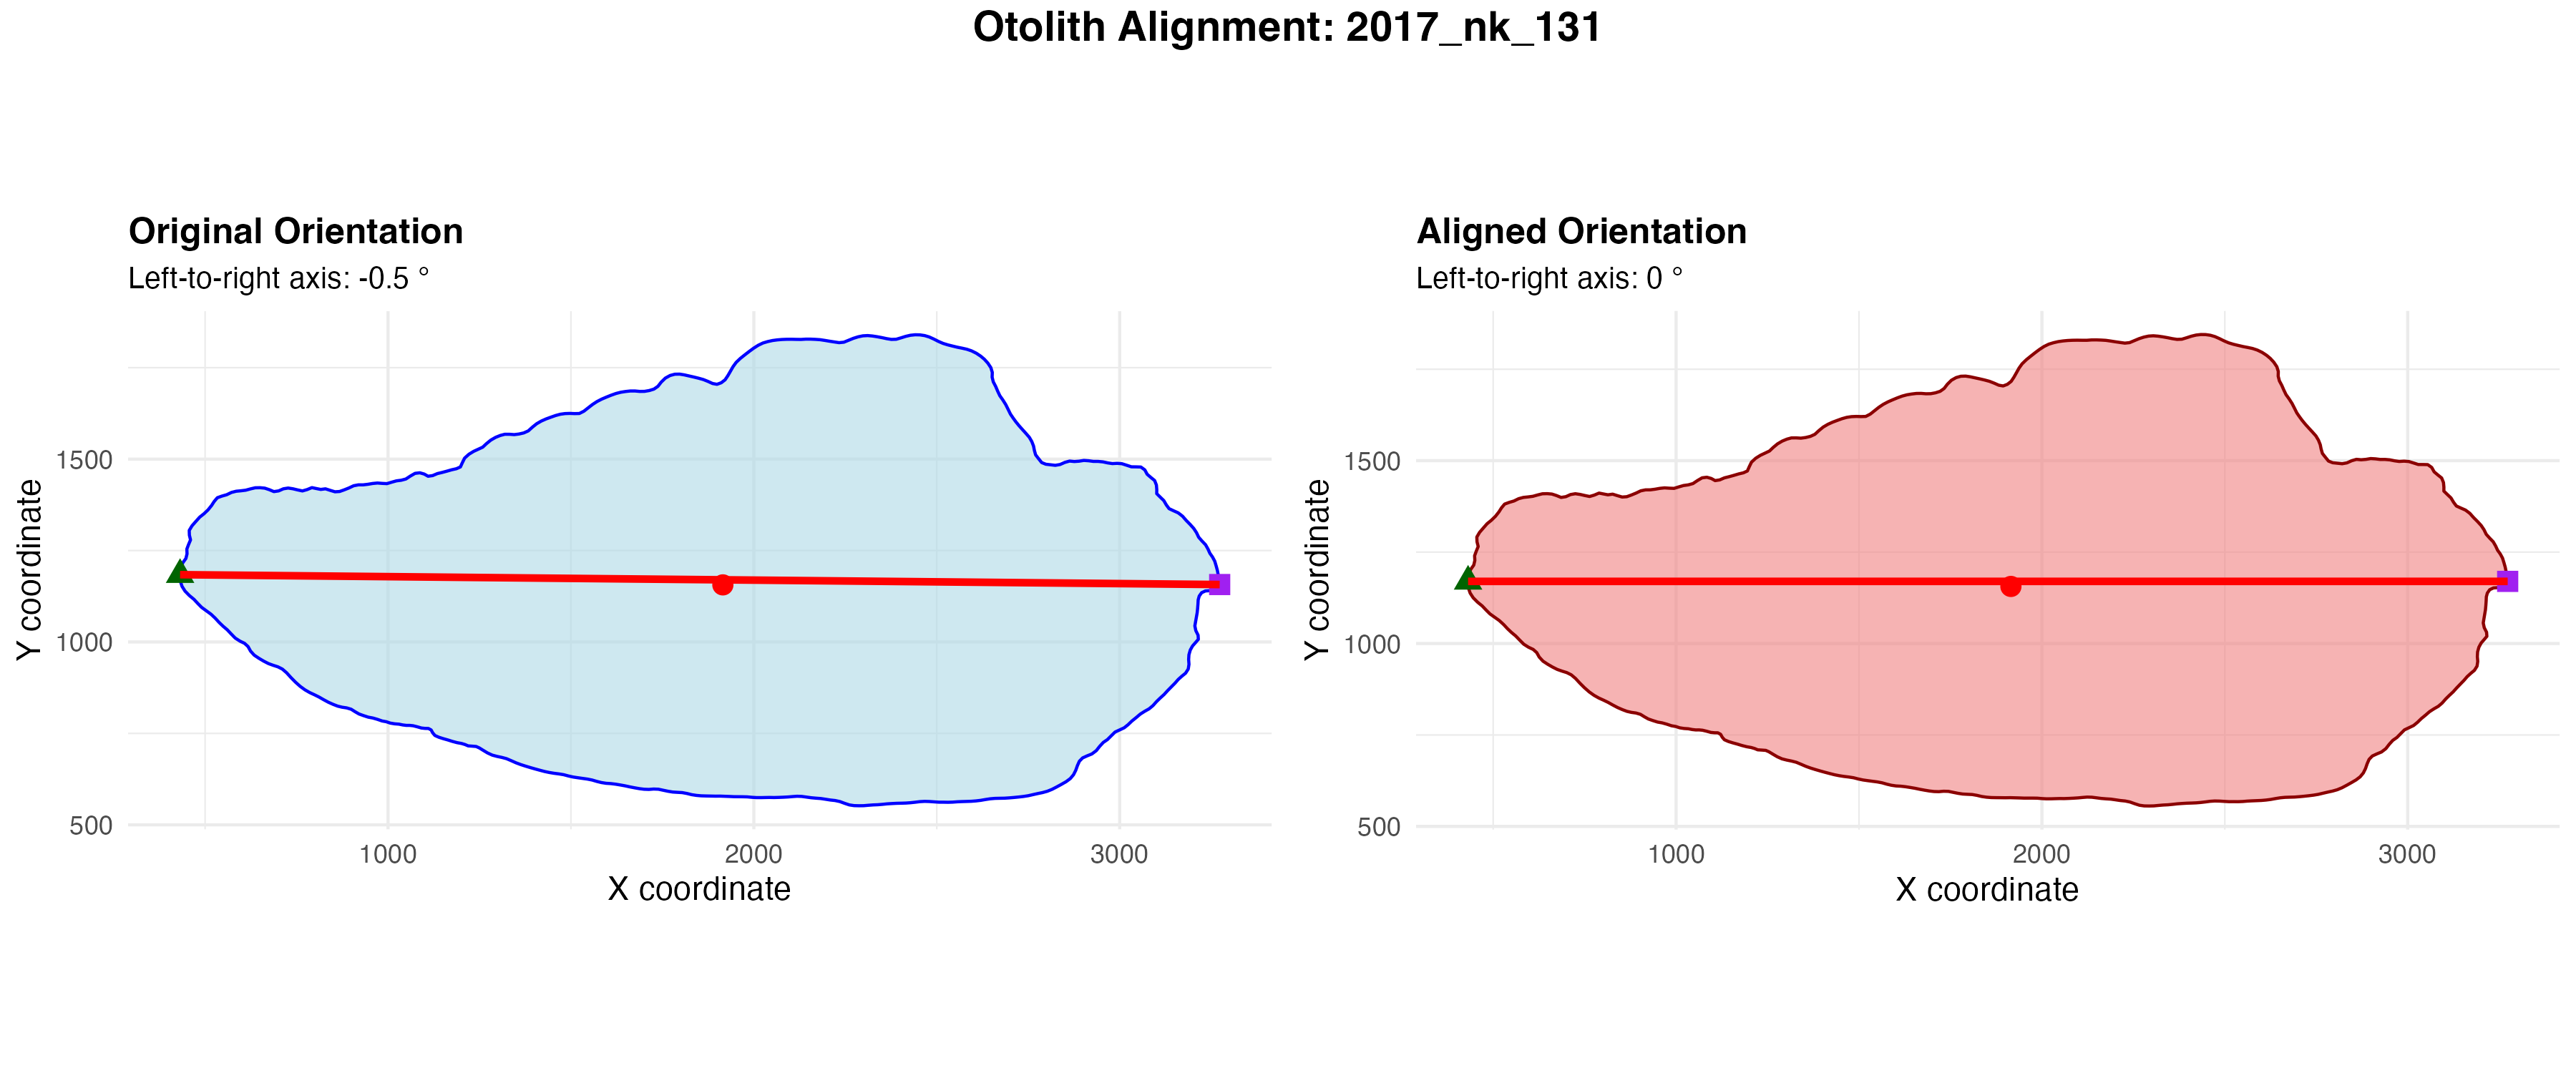 Otolith Alignment: 2017_nk_131
Original Orientation
Left-to-right axis: -0.5 °
Y coordinate
1500
1000
500
1000
2000
3000
X coordinate
Aligned Orientation
Left-to-right axis: 0 °
Y coordinate
1500
1000
500
1000
2000
3000
X coordinate